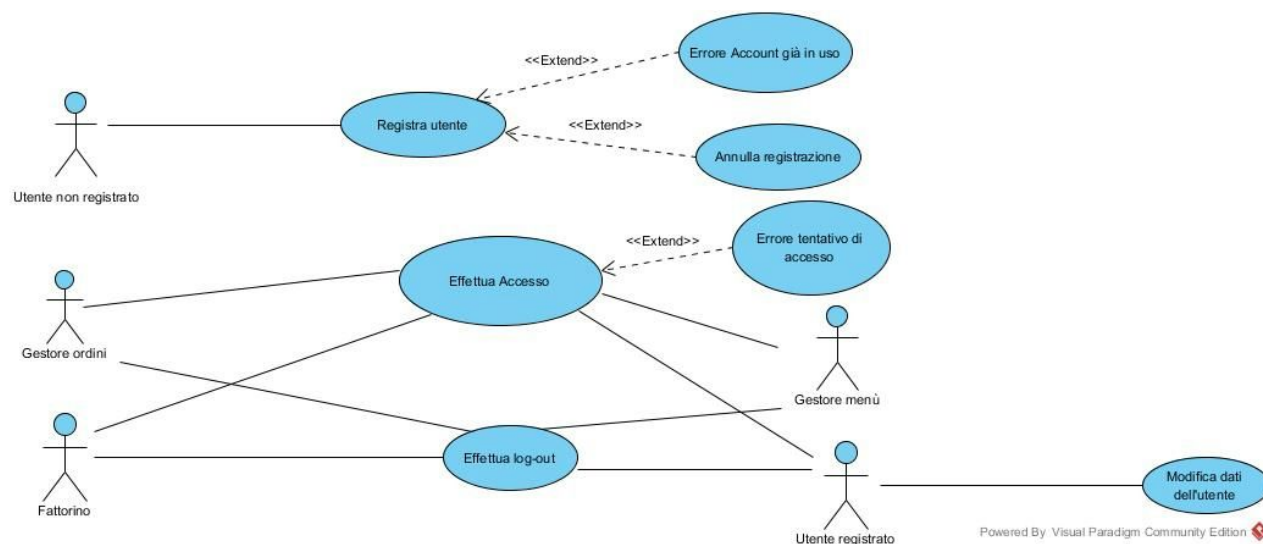 Errore Account già in uso
<<Extend>>
Registra utente
<<Extend>>
Annulla registrazione
Utente non registrato
Errore tentativo di
accesso
<<Extend>>
Effettua Accesso
Gestore ordini
Gestore menù
Effettua log-out
Modifica dati
dell'utente
Fattorino
Utente registrato
Powered By Visual Paradigm Community Edition